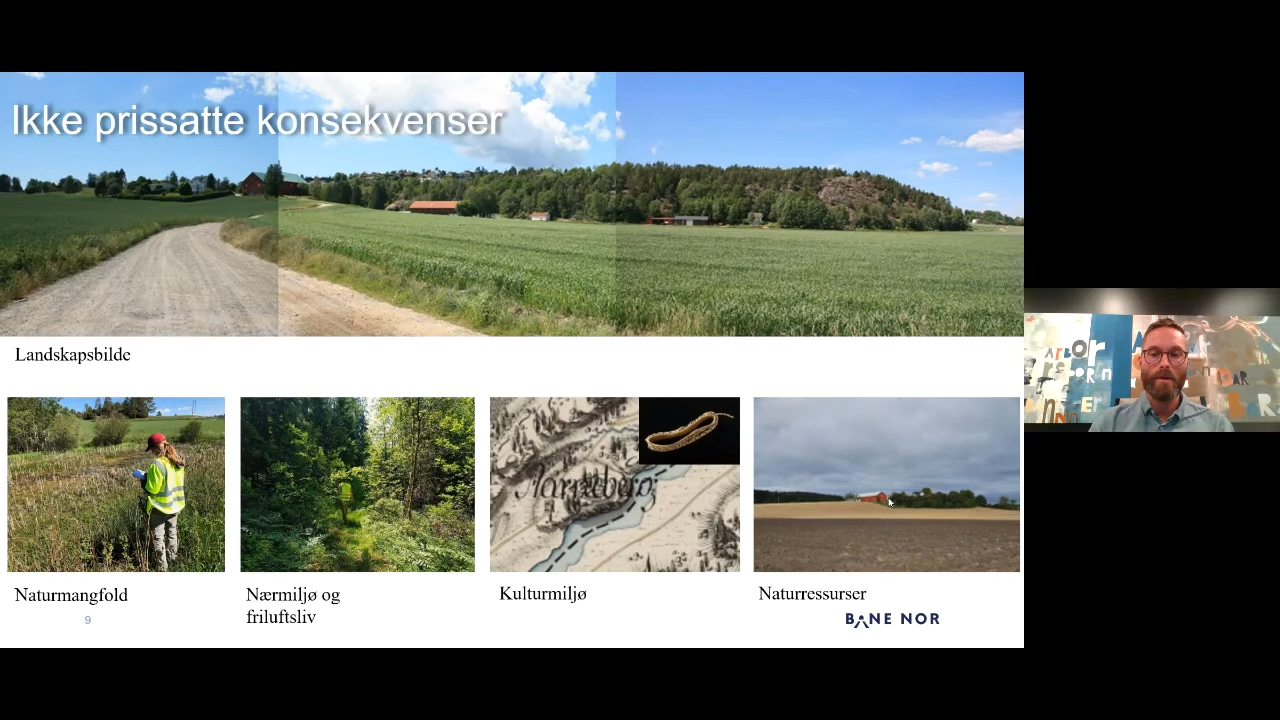 Ikke prissatte konsekvenser
Landskapsbilde
Naturmangfold
Nærmiljø og
friluftsliv
Kulturmiljø
Naturressurser
9
BANE NOR